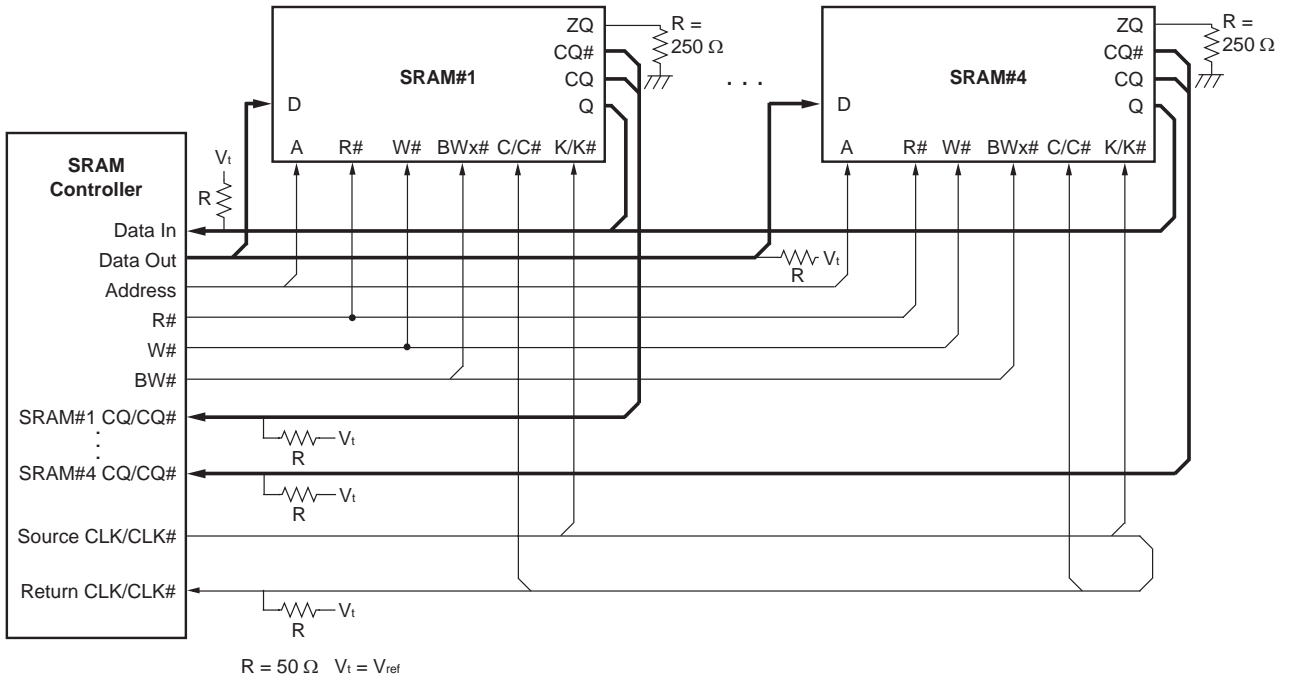 ZQ
CQ#
CQ
Q
SRAM#1
D
A R# W# BWx# C/C# K/K#
R =
250 Ω
. . .
ZQ
CQ#
CQ
Q
SRAM#4
D
A R# W# BWx# C/C# K/K#
R =
250 Ω
SRAM
Controller
Vt
R
Data In
Data Out
R Vt
Address
R#
W#
BW#
SRAM#1 CQ/CQ#
R Vt
SRAM#4 CQ/CQ#
R Vt
Source CLK/CLK#
Return CLK/CLK#
R Vt
R = 50 Ω Vt = Vref